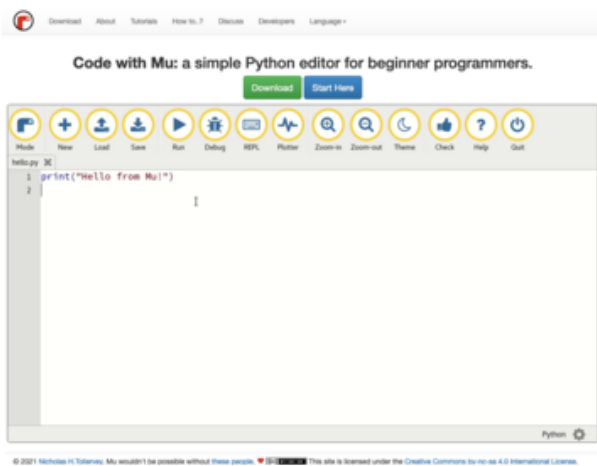 Download About Tutorials How to..? Discuss Developers Language
Code with Mu: a simple Python editor for beginner programmers.
Download Start Here
Mode New Load Save Run Debug REPL Plotter Zoom-in Zoom-out Theme Check Help Quit
hello.py
1 print("Hello from Mu!")
2
Python
© 2021 Nicholas H.Tollervey. Mu wouldn't be possible without these people. This site is licensed under the Creative Commons by-nc-sa 4.0 International License.